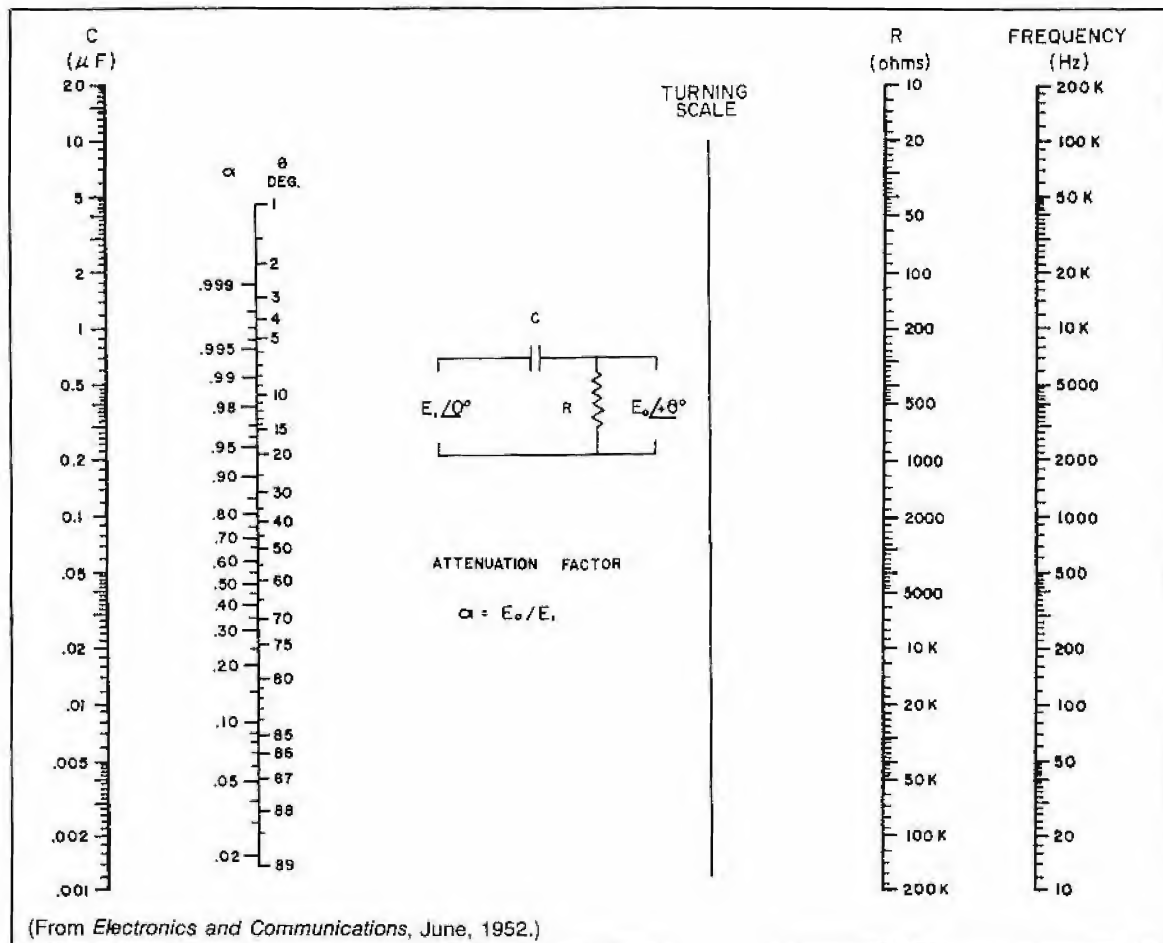 C
(μF)
20
10
5
2
1
0.5
0.2
0.1
.05
.02
.01
.005
.002
.001
α
.999
.995
.99
.98
.95
.90
.80
.70
.60
.50
.40
.30
.20
.10
.05
.02
θ
DEG.
1
2
3
4
5
10
15
20
30
40
50
60
70
75
80
85
86
87
88
89
C
E₁/0°
R
E₀/+θ°
ATTENUATION FACTOR
α = E₀/E₁
TURNING
SCALE
R
(ohms)
10
20
50
100
200
500
1000
2000
5000
10 K
20 K
50 K
100 K
200 K
FREQUENCY
(Hz)
200 K
100 K
50 K
20 K
10 K
5000
2000
1000
500
200
100
50
20
10
(From Electronics and Communications, June, 1952.)